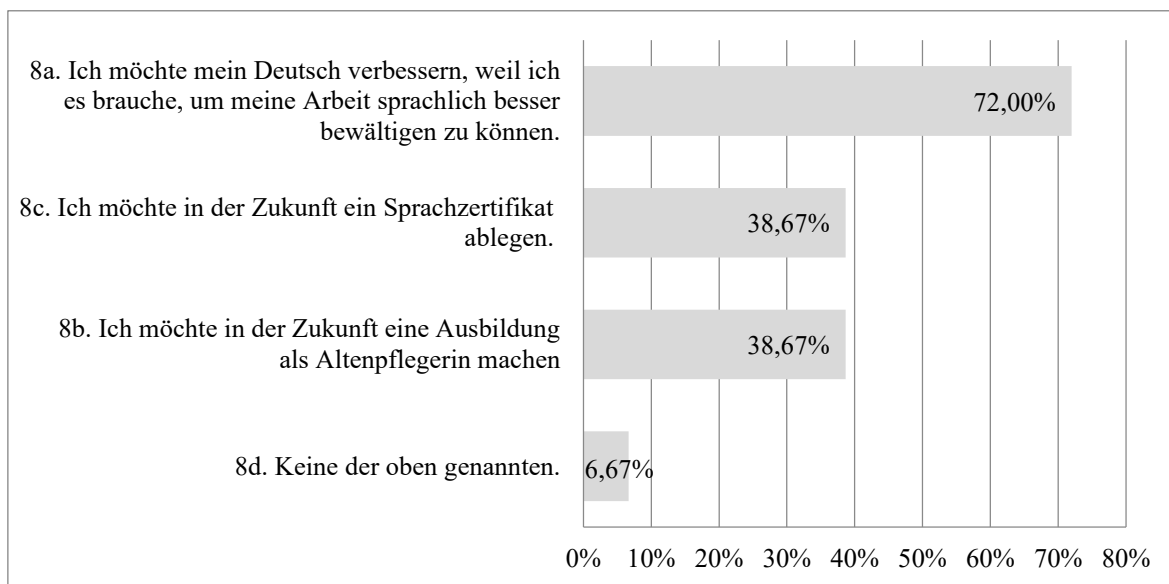 8a. Ich möchte mein Deutsch verbessern, weil ich
es brauche, um meine Arbeit sprachlich besser
bewältigen zu können.
72,00%
8c. Ich möchte in der Zukunft ein Sprachzertifikat
ablegen.
38,67%
8b. Ich möchte in der Zukunft eine Ausbildung
als Altenpflegerin machen
38,67%
8d. Keine der oben genannten.
6,67%
0% 10% 20% 30% 40% 50% 60% 70% 80%